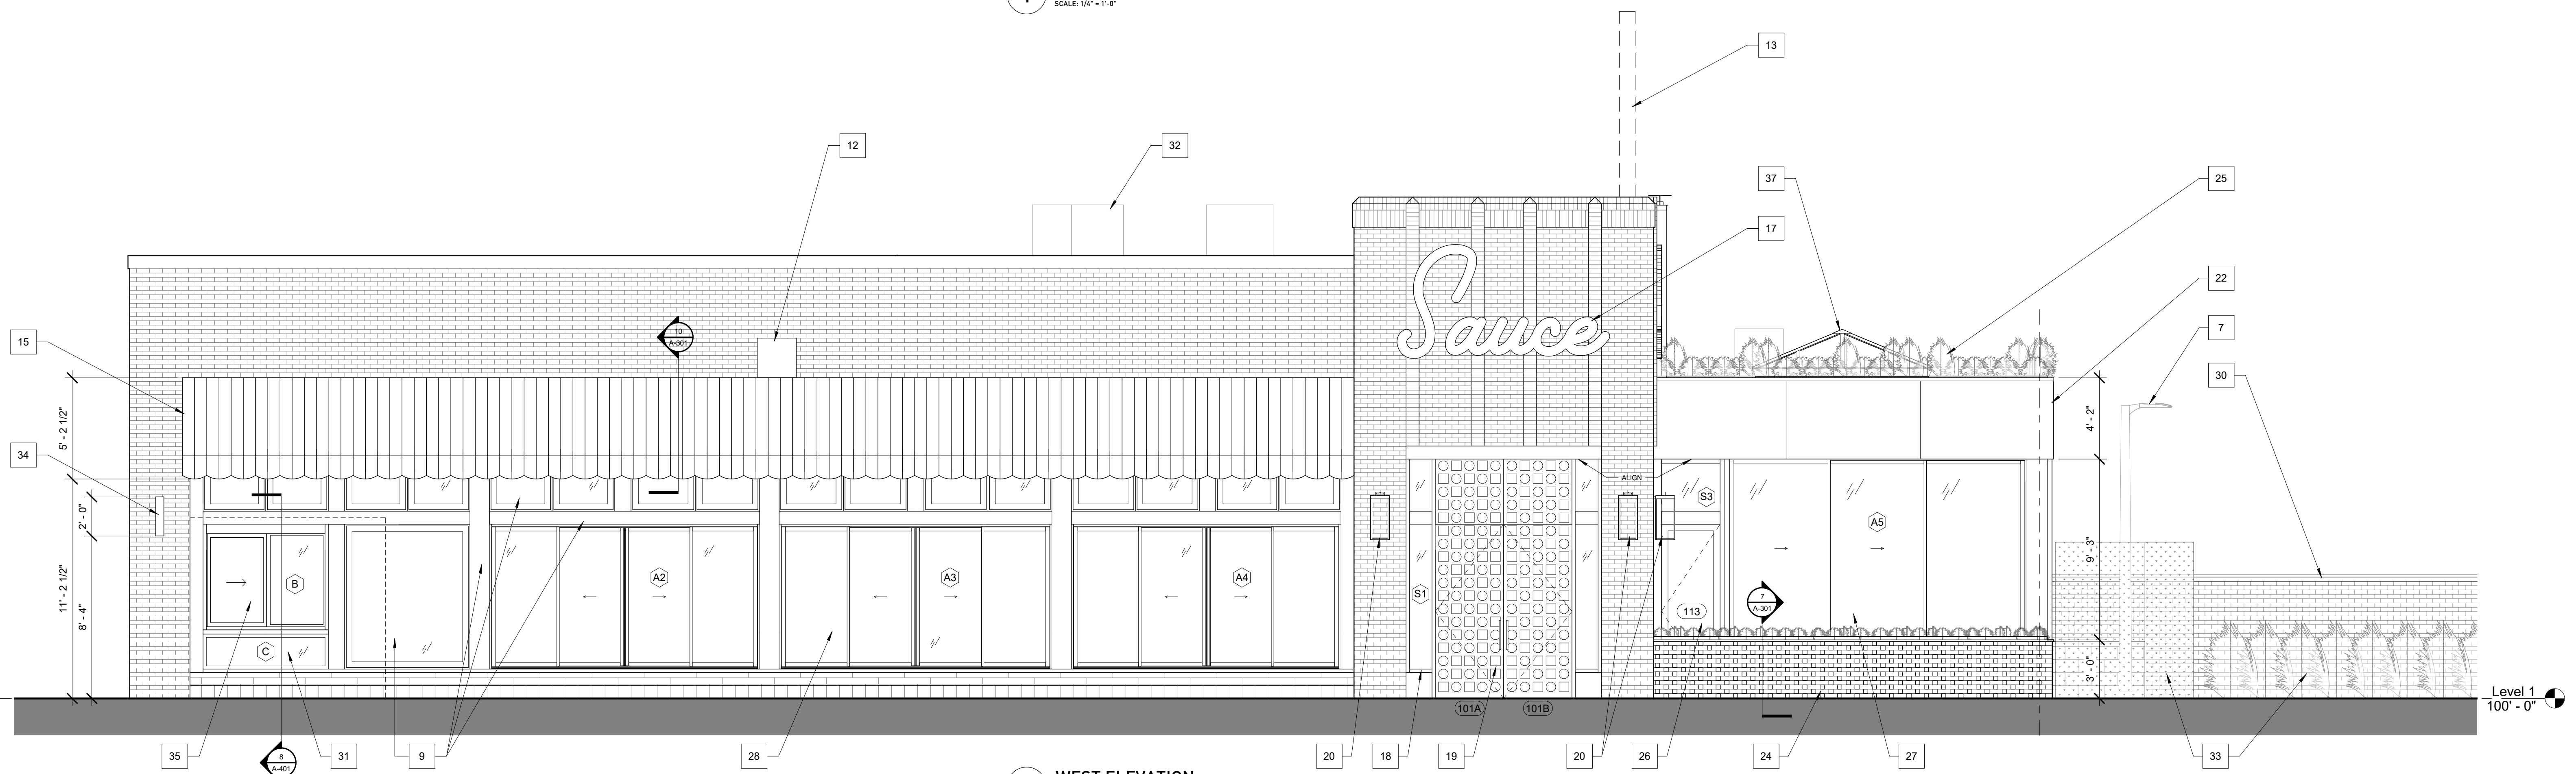 SCALE: 1/4" = 1'-0"
13
12
32
37
25
17
22
15
10
A-301
Sauce
7
30
5' - 2 1/2"
4' - 2"
34
2' - 0"
ALIGN
S3
A5
9' - 3"
11' - 2 1/2"
8' - 4"
B
A2
A3
A4
S1
7
A-301
113
C
3' - 0"
101A
101B
Level 1
100' - 0"
35
8
A-401
31
9
28
20
18
19
20
26
24
27
33
WEST ELEVATION